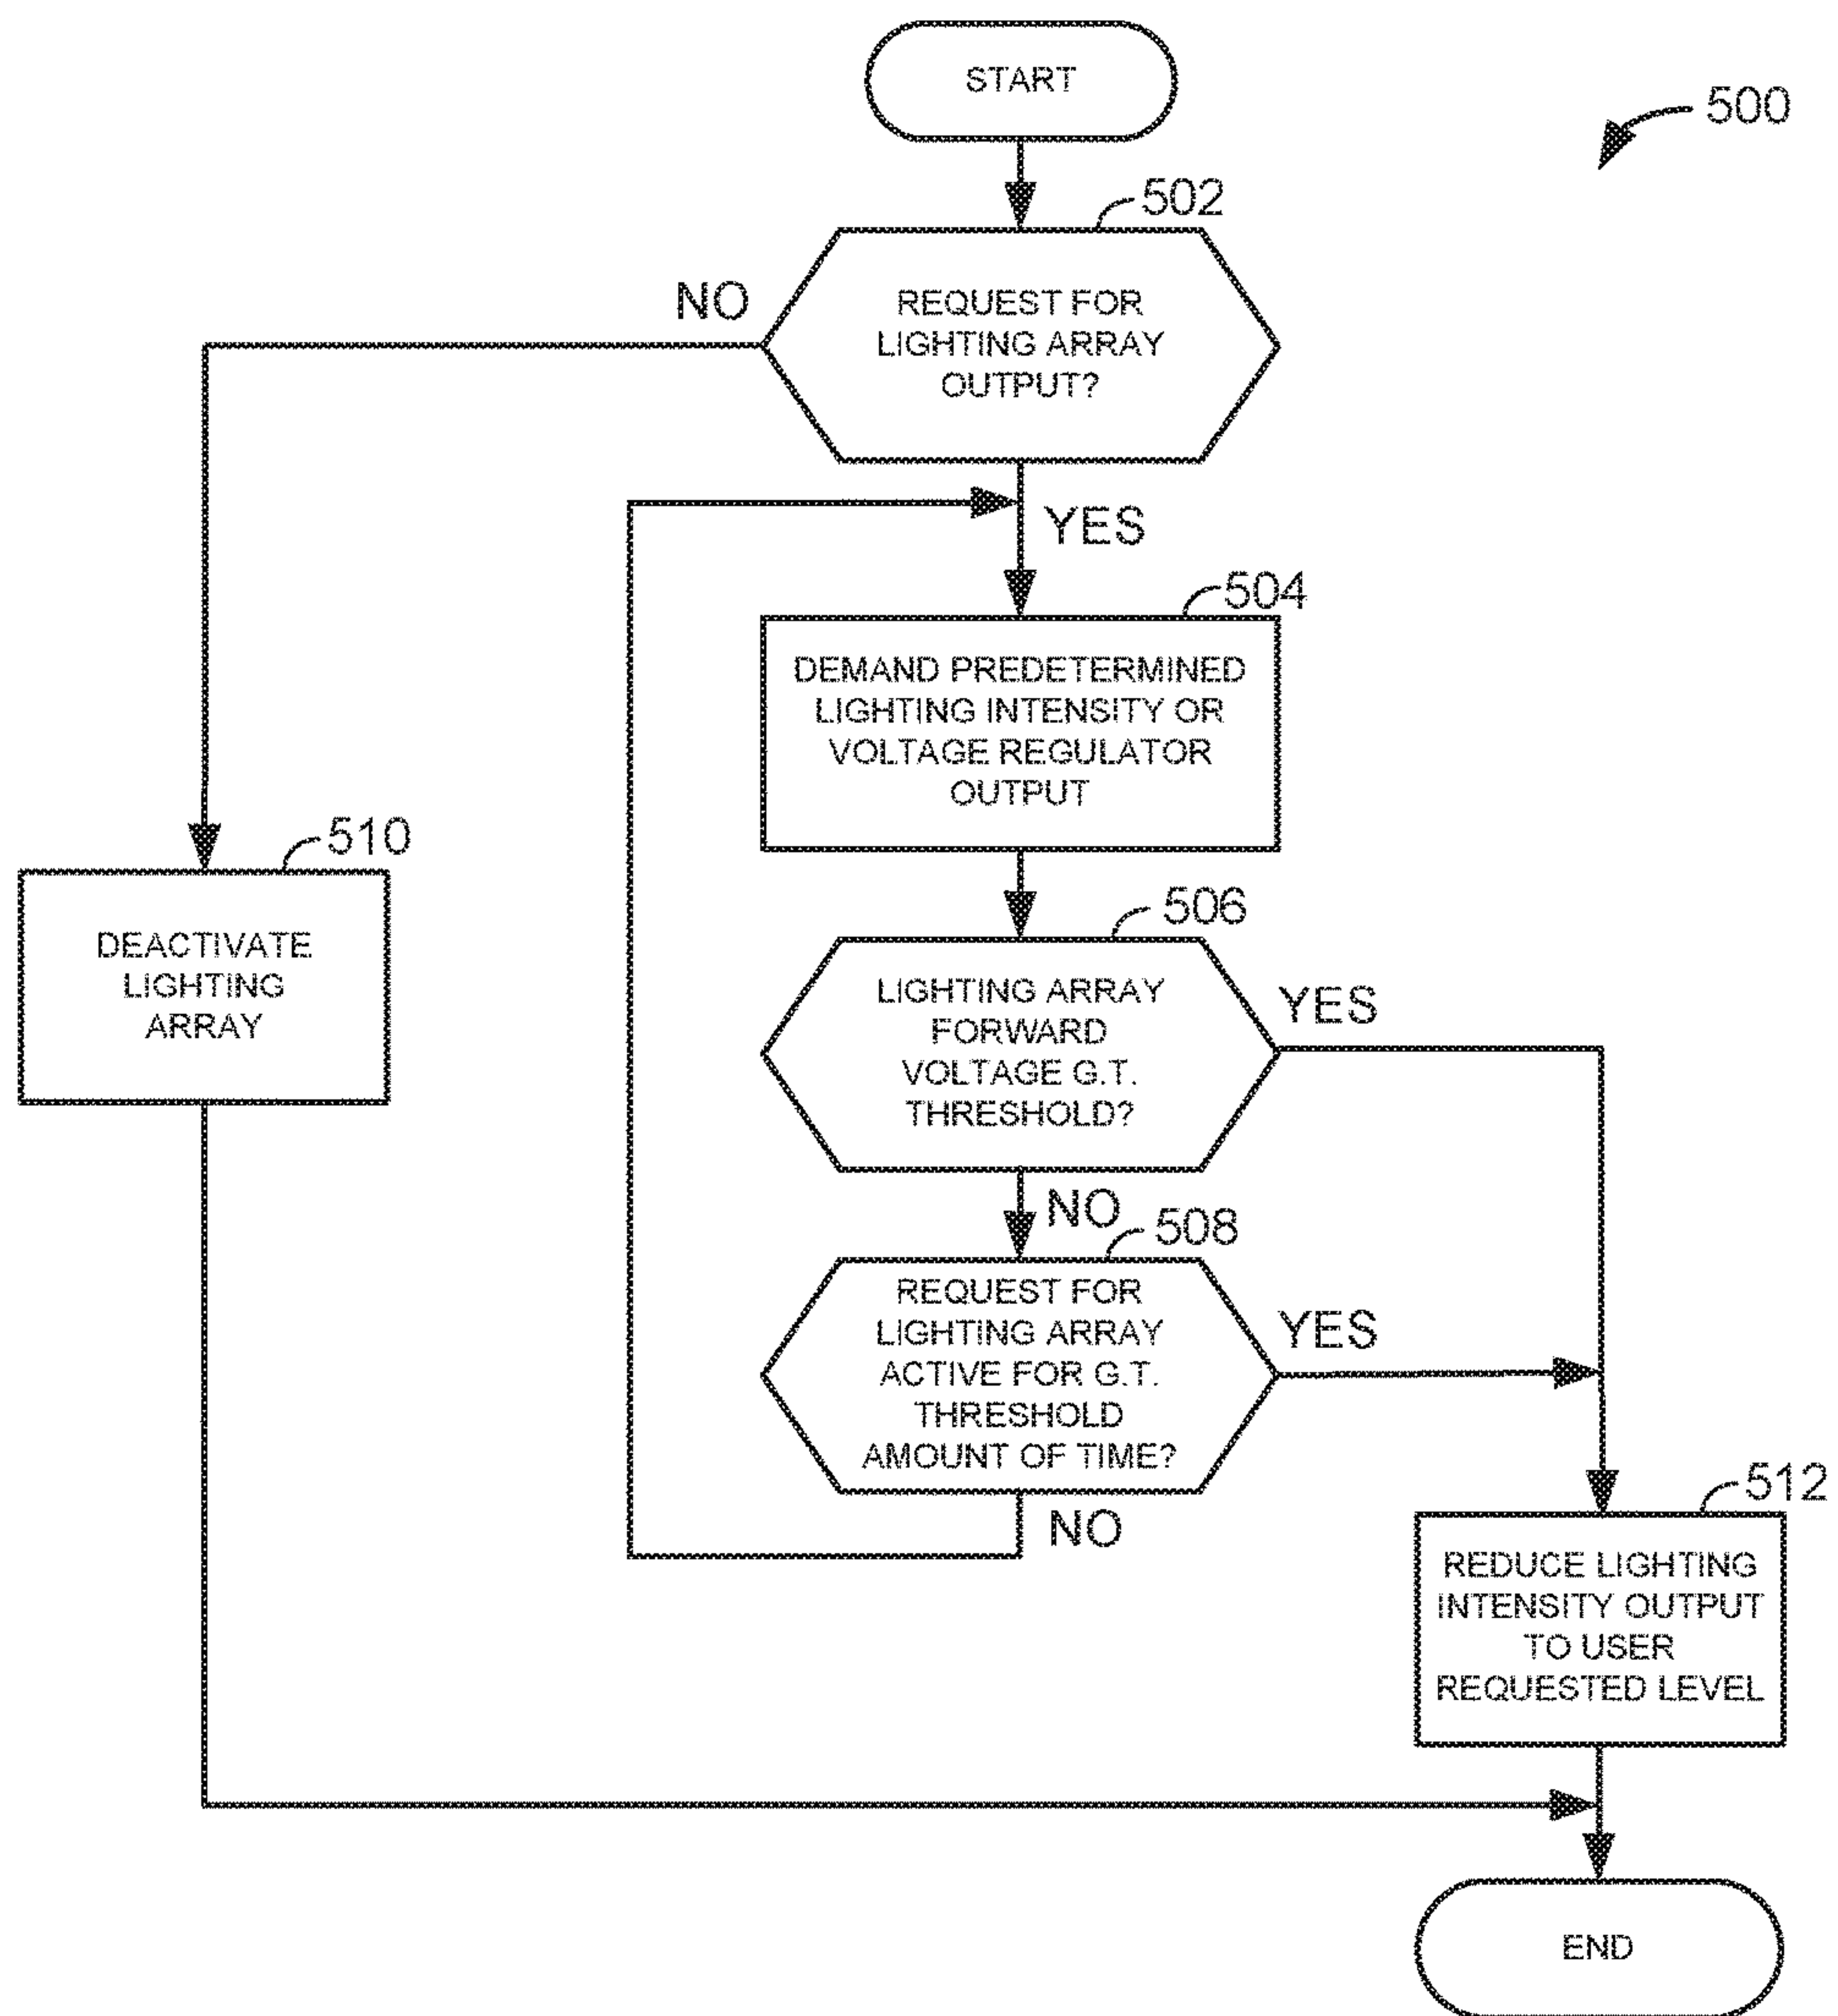 START
500
502
NO
REQUEST FOR
LIGHTING ARRAY
OUTPUT?
YES
504
DEMAND PREDETERMINED
LIGHTING INTENSITY OR
VOLTAGE REGULATOR
OUTPUT
510
DEACTIVATE
LIGHTING
ARRAY
506
LIGHTING ARRAY
FORWARD
VOLTAGE G.T.
THRESHOLD?
YES
NO
508
REQUEST FOR
LIGHTING ARRAY
ACTIVE FOR G.T.
THRESHOLD
AMOUNT OF TIME?
YES
NO
512
REDUCE LIGHTING
INTENSITY OUTPUT
TO USER
REQUESTED LEVEL
END